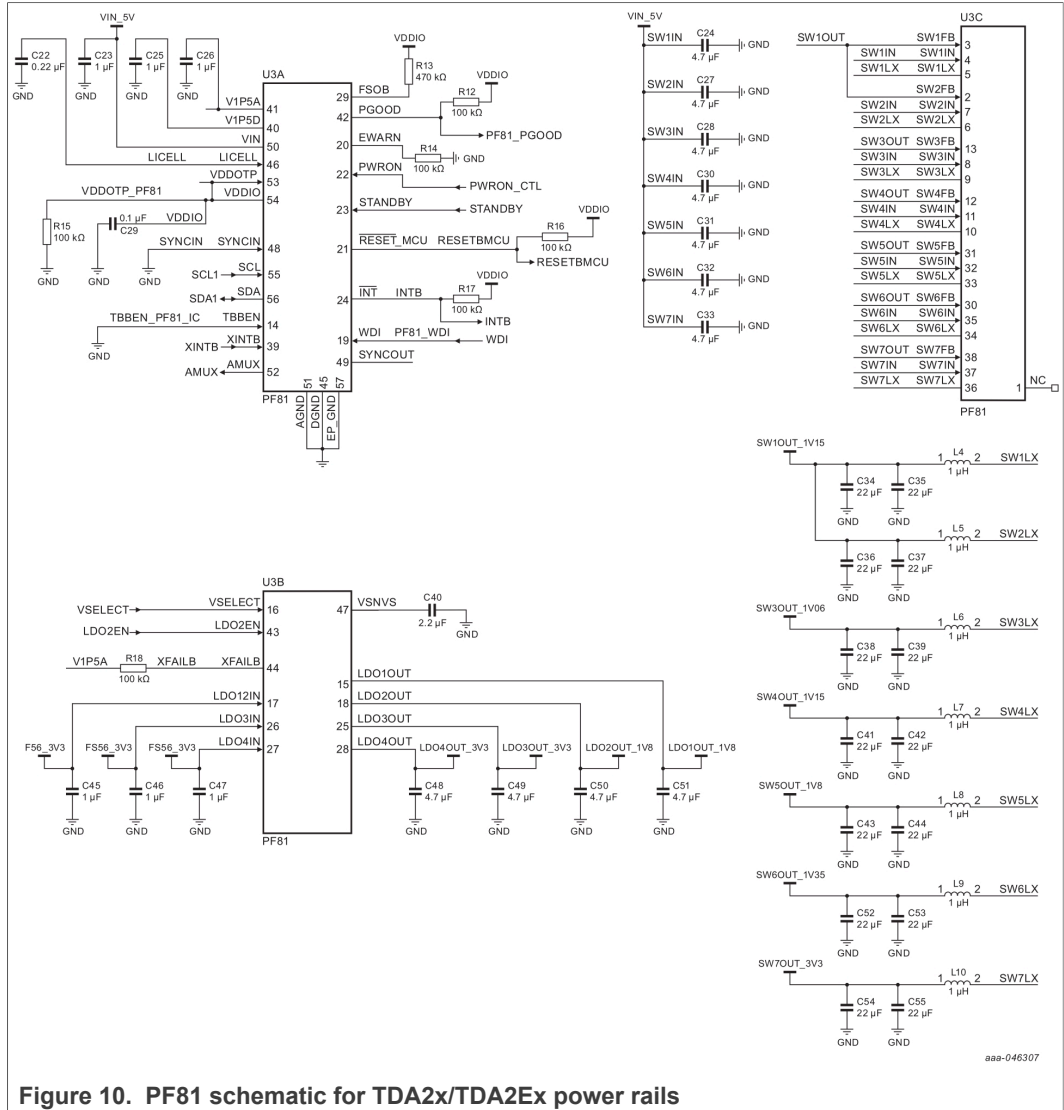 VIN_5V
C22
0.22 µF
C23
1 µF
C25
1 µF
C26
1 µF
GND
GND
GND
GND
U3A
V1P5A
41
V1P5D
40
VIN
50
LICELL
LICELL
46
VDDOTP
53
VDDOTP_PF81
VDDIO
54
R15
100 kΩ
0.1 µF
C29
VDDIO
GND
GND
SYNCIN
SYNCIN
48
GND
SCL1
SCL
55
SDA1
SDA
56
TBBEN_PF81_IC
TBBEN
14
GND
XINTB
XINTB
39
AMUX
AMUX
52
PF81
AGND
51
DGND
45
EP_GND
57
VDDIO
R13
470 kΩ
29
FSOB
42
PGOOD
R12
100 kΩ
VDDIO
PF81_PGOOD
20
EWARN
R14
100 kΩ
GND
22
PWRON
PWRON_CTL
23
STANDBY
STANDBY
21
RESET_MCU
RESETBMCU
R16
100 kΩ
VDDIO
RESETBMCU
24
INT
INTB
R17
100 kΩ
VDDIO
INTB
19
WDI
PF81_WDI
WDI
49
SYNCOUT
VIN_5V
SW1IN
C24
4.7 µF
GND
SW2IN
C27
4.7 µF
GND
SW3IN
C28
4.7 µF
GND
SW4IN
C30
4.7 µF
GND
SW5IN
C31
4.7 µF
GND
SW6IN
C32
4.7 µF
GND
SW7IN
C33
4.7 µF
GND
U3C
SW1OUT
SW1FB
3
SW1IN
SW1IN
4
SW1LX
SW1LX
5
SW2FB
2
SW2IN
SW2IN
7
SW2LX
SW2LX
6
SW3OUT
SW3FB
13
SW3IN
SW3IN
8
SW3LX
SW3LX
9
SW4OUT
SW4FB
12
SW4IN
SW4IN
11
SW4LX
SW4LX
10
SW5OUT
SW5FB
31
SW5IN
SW5IN
32
SW5LX
SW5LX
33
SW6OUT
SW6FB
30
SW6IN
SW6IN
35
SW6LX
SW6LX
34
SW7OUT
SW7FB
38
SW7IN
SW7IN
37
SW7LX
SW7LX
36
1
NC
PF81
U3B
VSELECT
VSELECT
16
LDO2EN
LDO2EN
43
V1P5A
R18
100 kΩ
XFAILB
XFAILB
44
LDO12IN
17
LDO3IN
26
LDO4IN
27
F56_3V3
FS56_3V3
FS56_3V3
C45
1 µF
C46
1 µF
C47
1 µF
GND
GND
GND
PF81
47
VSNVS
C40
2.2 µF
GND
15
LDO1OUT
18
LDO2OUT
25
LDO3OUT
28
LDO4OUT
LDO4OUT_3V3
LDO3OUT_3V3
LDO2OUT_1V8
LDO1OUT_1V8
C48
4.7 µF
C49
4.7 µF
C50
4.7 µF
C51
4.7 µF
GND
GND
GND
GND
SW1OUT_1V15
1
L4
2
SW1LX
1 µH
C34
22 µF
C35
22 µF
GND
GND
1
L5
2
SW2LX
1 µH
C36
22 µF
C37
22 µF
GND
GND
SW3OUT_1V06
1
L6
2
SW3LX
1 µH
C38
22 µF
C39
22 µF
GND
GND
SW4OUT_1V15
1
L7
2
SW4LX
1 µH
C41
22 µF
C42
22 µF
GND
GND
SW5OUT_1V8
1
L8
2
SW5LX
1 µH
C43
22 µF
C44
22 µF
GND
GND
SW6OUT_1V35
1
L9
2
SW6LX
1 µH
C52
22 µF
C53
22 µF
GND
GND
SW7OUT_3V3
1
L10
2
SW7LX
1 µH
C54
22 µF
C55
22 µF
GND
GND
aaa-046307
Figure 10. PF81 schematic for TDA2x/TDA2Ex power rails